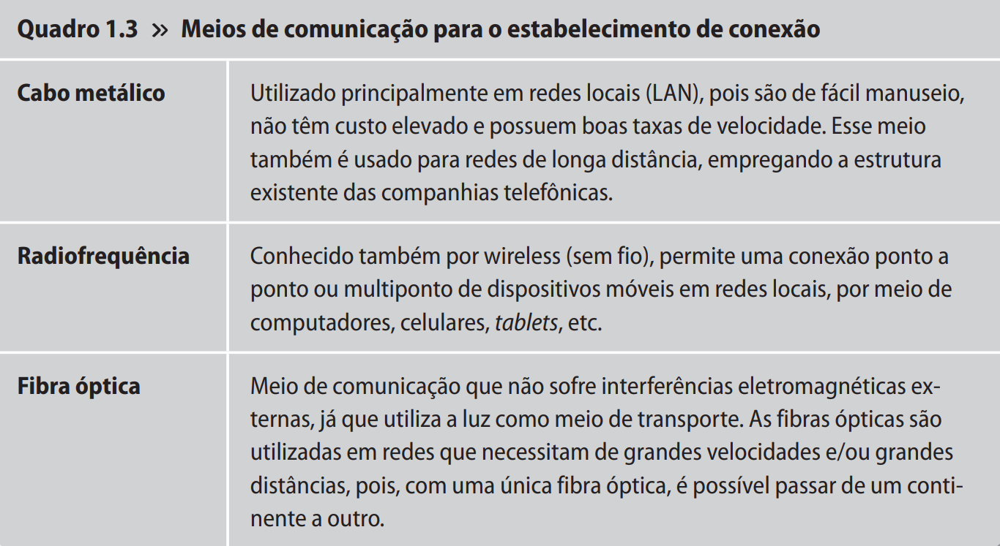 Quadro 1.3 » Meios de comunicação para o estabelecimento de conexão
Cabo metálico
Utilizado principalmente em redes locais (LAN), pois são de fácil manuseio,
não têm custo elevado e possuem boas taxas de velocidade. Esse meio
também é usado para redes de longa distância, empregando a estrutura
existente das companhias telefônicas.
Radiofrequência
Conhecido também por wireless (sem fio), permite uma conexão ponto a
ponto ou multiponto de dispositivos móveis em redes locais, por meio de
computadores, celulares, tablets, etc.
Fibra óptica
Meio de comunicação que não sofre interferências eletromagnéticas ex-
ternas, já que utiliza a luz como meio de transporte. As fibras ópticas são
utilizadas em redes que necessitam de grandes velocidades e/ou grandes
distâncias, pois, com uma única fibra óptica, é possível passar de um conti-
nente a outro.